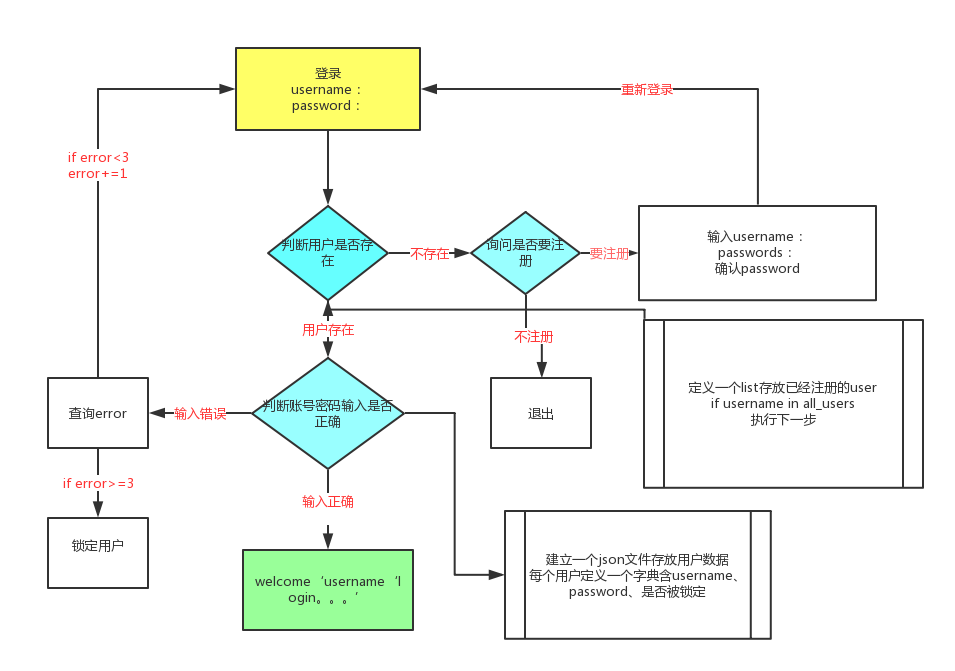 登录
username：
password：
重新登录
if error<3
error+=1
判断用户是否存
在
不存在
询问是否要注
册
要注册
输入username：
passwords：
确认password
用户存在
不注册
定义一个list存放已经注册的user
if username in all_users
执行下一步
查询error
输入错误
判断账号密码输入是否
正确
退出
if error>=3
输入正确
锁定用户
welcome‘username‘l
ogin。。。’
建立一个json文件存放用户数据
每个用户定义一个字典含username、
password、是否被锁定